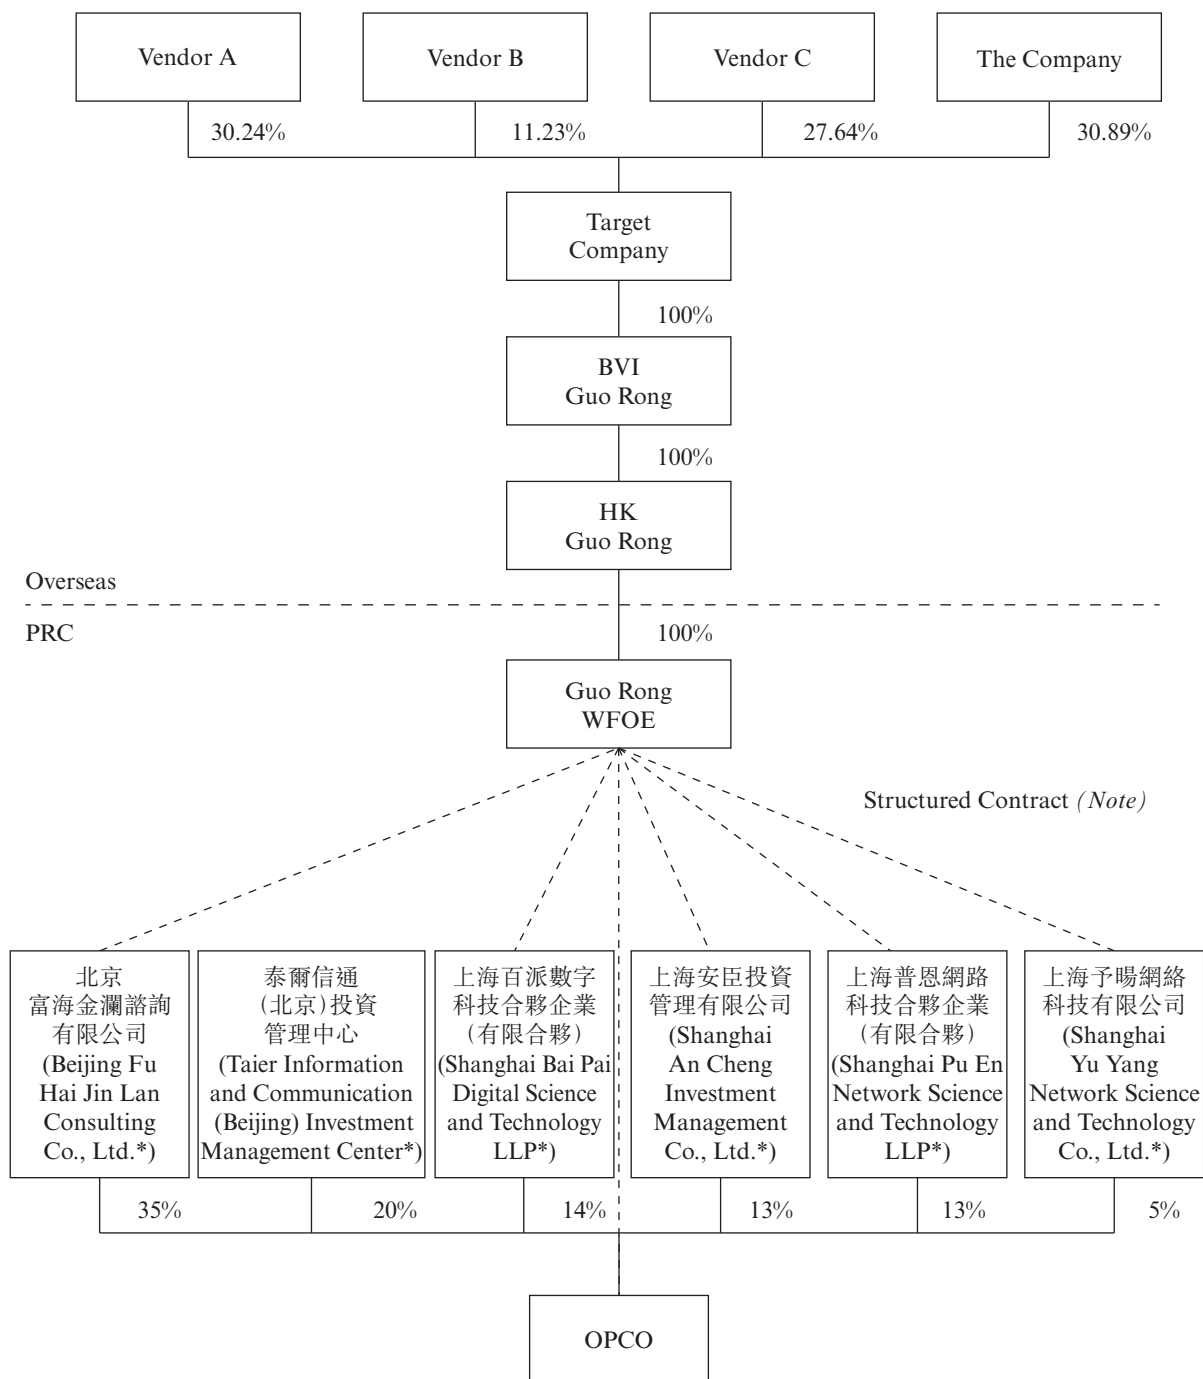 Vendor A
Vendor B
Vendor C
The Company
30.24%
11.23%
27.64%
30.89%
Target
Company
100%
BVI
Guo Rong
100%
HK
Guo Rong
Overseas
PRC
100%
Guo Rong
WFOE
Structured Contract (Note)
北京
富海金瀾諮詢
有限公司
(Beijing Fu
Hai Jin Lan
Consulting
Co., Ltd.*)
泰爾信通
（北京）投資
管理中心
(Taier Information
and Communication
(Beijing) Investment
Management Center*)
上海百派數字
科技合夥企業
（有限合夥）
(Shanghai Bai Pai
Digital Science
and Technology
LLP*)
上海安臣投資
管理有限公司
(Shanghai
An Cheng
Investment
Management
Co., Ltd.*)
上海普恩網路
科技合夥企業
（有限合夥）
(Shanghai Pu En
Network Science
and Technology
LLP*)
上海予暘網絡
科技有限公司
(Shanghai
Yu Yang
Network Science
and Technology
Co., Ltd.*)
35%
20%
14%
13%
13%
5%
OPCO